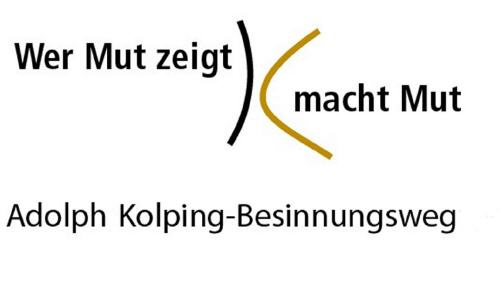 Wer Mut zeigt
macht Mut
Adolph Kolping-Besinnungsweg